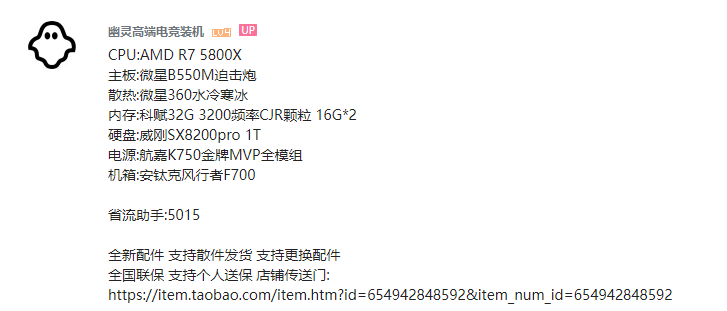 幽灵高端电竞装机 LV4 UP
CPU:AMD R7 5800X
主板:微星B550M迫击炮
散热:微星360水冷寒冰
内存:科赋32G 3200频率CJR颗粒 16G*2
硬盘:威刚SX8200pro 1T
电源:航嘉K750金牌MVP全模组
机箱:安钛克风行者F700
省流助手:5015
全新配件 支持散件发货 支持更换配件
全国联保 支持个人送保 店铺传送门:
https://item.taobao.com/item.htm?id=654942848592&item_num_id=654942848592